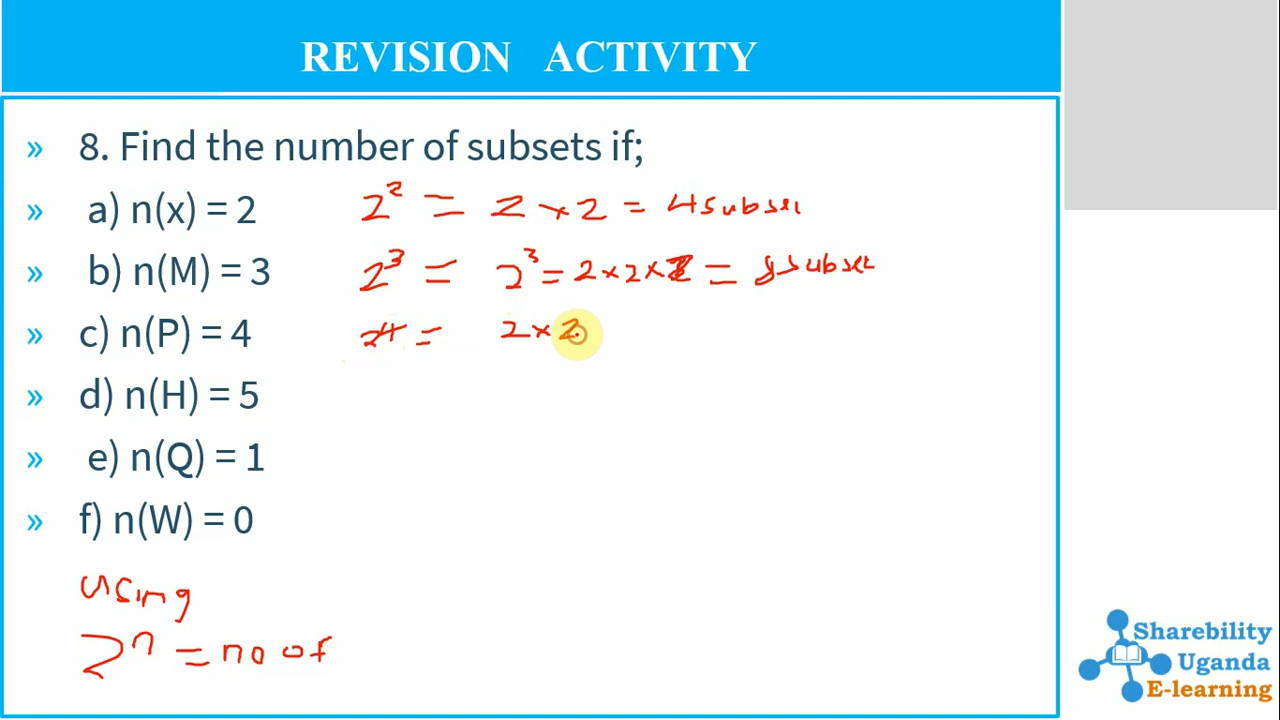 REVISION ACTIVITY
» 8. Find the number of subsets if;
» a) n(x) = 2 2² = 2 × 2 = 4 subset
» b) n(M) = 3 2³ = 2³ = 2 × 2 × 2 = 8 subset
» c) n(P) = 4 2⁴ = 2 × 2
» d) n(H) = 5
» e) n(Q) = 1
» f) n(W) = 0
using
2ⁿ = no of
Sharebility
Uganda
E-learning